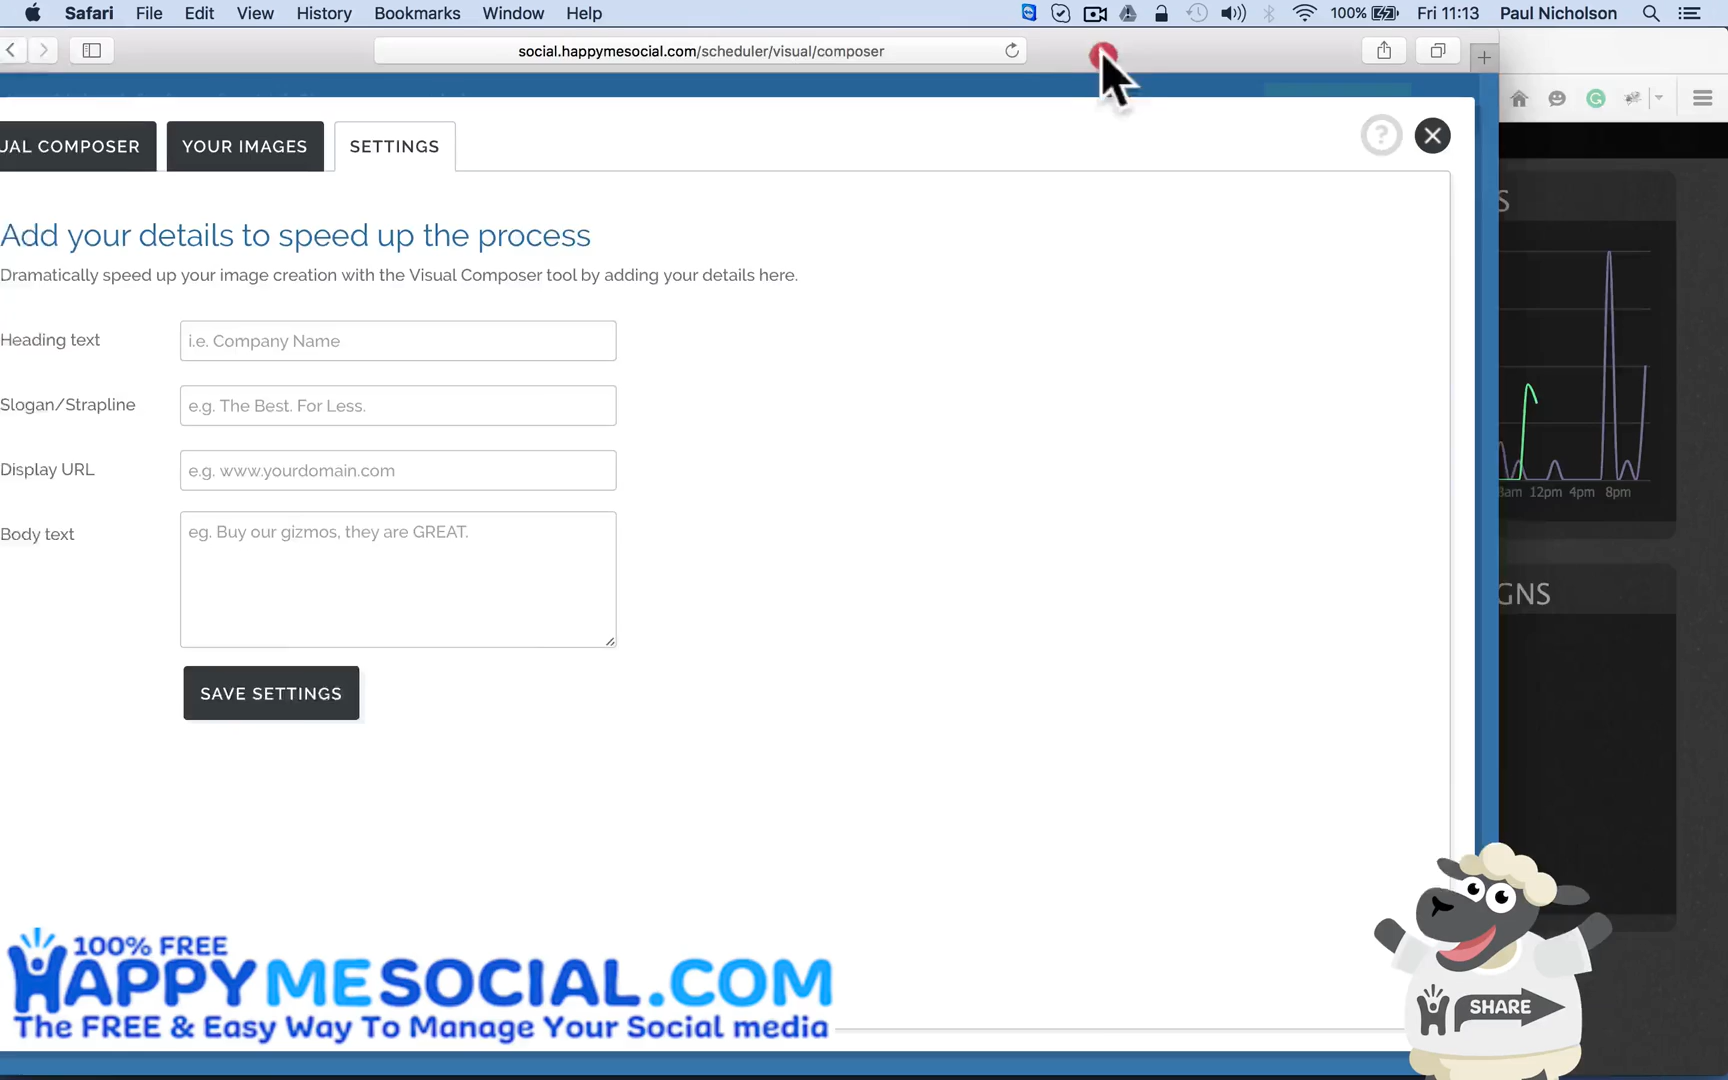 Safari File Edit View History Bookmarks Window Help 100% Fri 11:13 Paul Nicholson
social.happymesocial.com/scheduler/visual/composer
UAL COMPOSER YOUR IMAGES SETTINGS ?
Add your details to speed up the process
Dramatically speed up your image creation with the Visual Composer tool by adding your details here.
Heading text i.e. Company Name
Slogan/Strapline e.g. The Best. For Less.
Display URL e.g. www.yourdomain.com
Body text eg. Buy our gizmos, they are GREAT.
SAVE SETTINGS
S
8am 12pm 4pm 8pm
GNS
100% FREE
HAPPYMESOCIAL.COM
The FREE & Easy Way To Manage Your Social media
SHARE